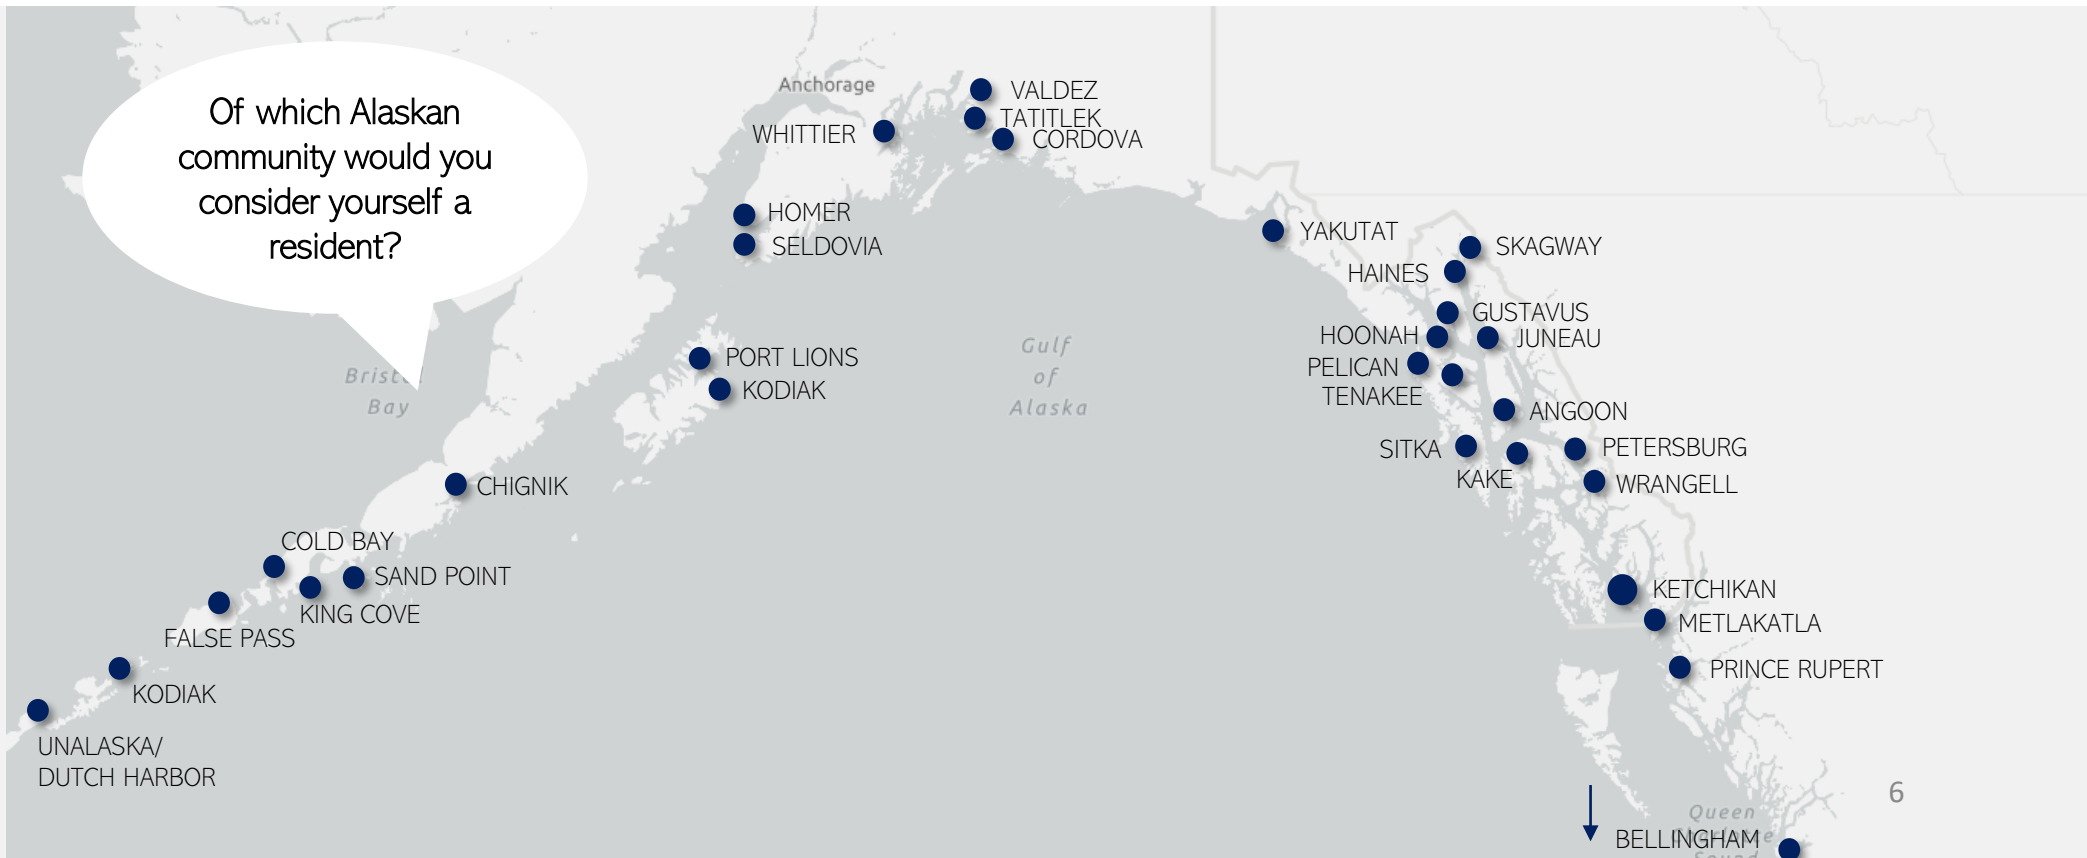 Of which Alaskan
community would you
consider yourself a
resident?
Anchorage
VALDEZ
TATITLEK
CORDOVA
WHITTIER
HOMER
SELDOVIA
YAKUTAT
SKAGWAY
HAINES
GUSTAVUS
HOONAH
JUNEAU
PELICAN
TENAKEE
ANGOON
SITKA
KAKE
PETERSBURG
WRANGELL
PORT LIONS
KODIAK
Gulf
of
Alaska
Bristol
Bay
CHIGNIK
COLD BAY
SAND POINT
KING COVE
FALSE PASS
KODIAK
UNALASKA/
DUTCH HARBOR
KETCHIKAN
METLAKATLA
PRINCE RUPERT
6
Queen
BELLINGHAM